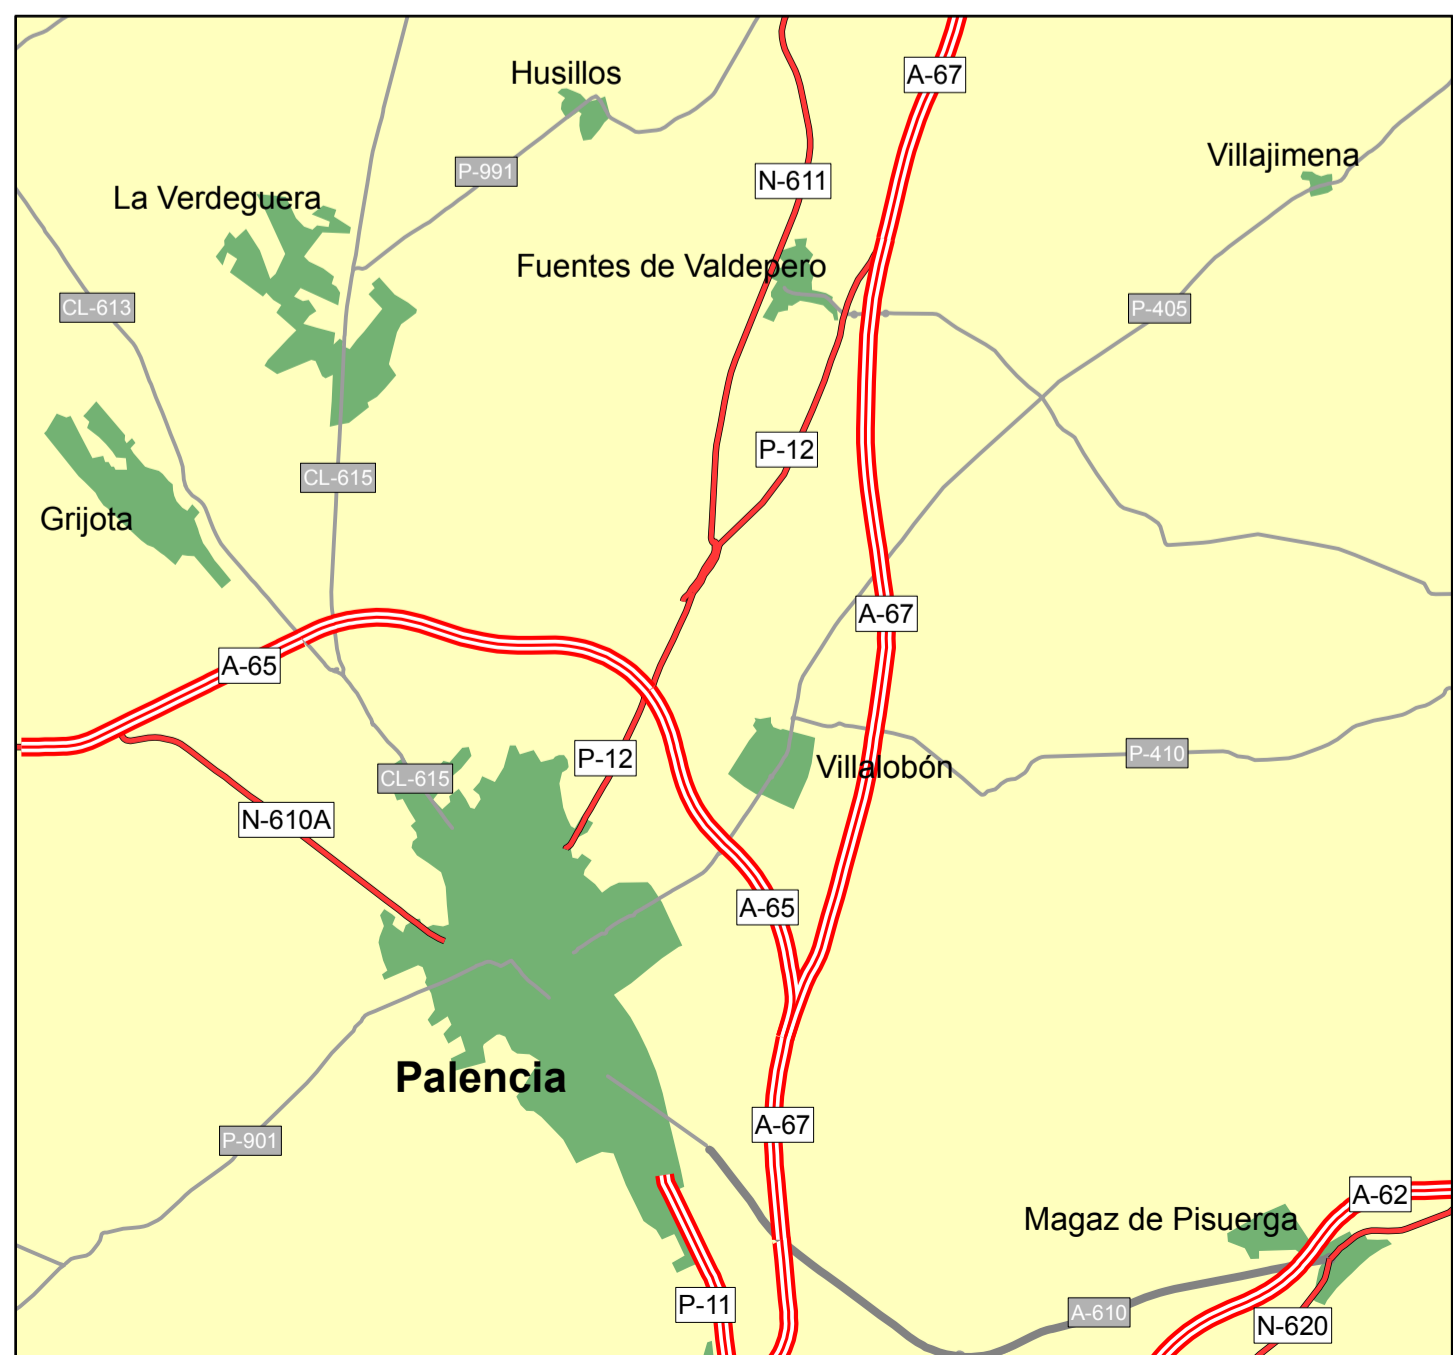 Husillos
A-67
Villajimena
P-991
N-611
La Verdeguera
Fuentes de Valdepero
CL-613
P-405
P-12
CL-615
Grijota
A-67
A-65
P-12
P-410
Villalobón
CL-615
N-610A
A-65
Palencia
A-67
P-901
A-62
Magaz de Pisuerga
P-11
A-610
N-620